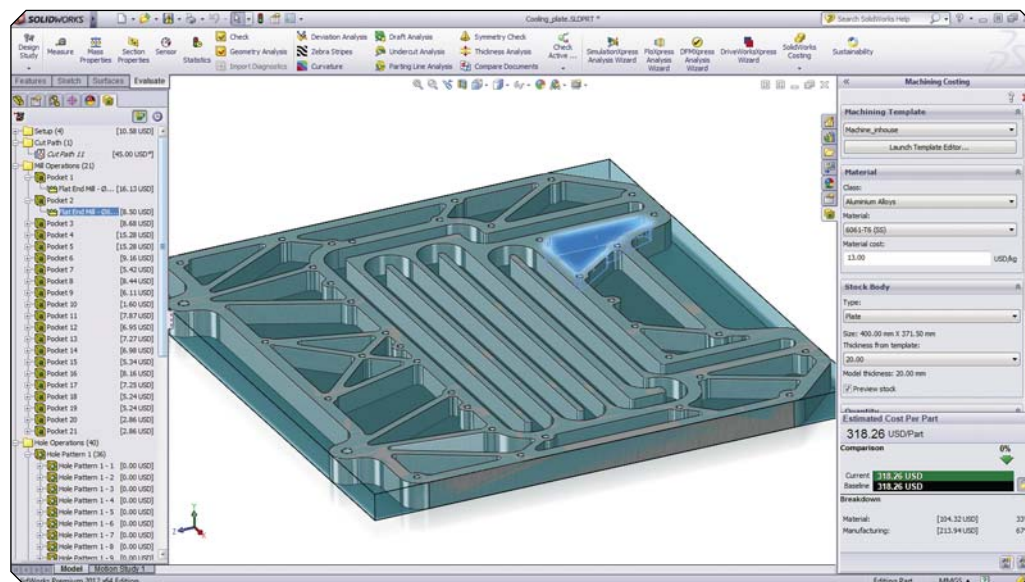 SOLIDWORKS
Cooling_plate.SLDPRT *
Search SolidWorks Help
Design Study
Measure
Mass Properties
Section Properties
Sensor
Statistics
Check
Geometry Analysis
Import Diagnostics
Deviation Analysis
Zebra Stripes
Curvature
Draft Analysis
Undercut Analysis
Parting Line Analysis
Symmetry Check
Thickness Analysis
Compare Documents
Check Active ...
SimulationXpress Analysis Wizard
FloXpress Analysis Wizard
DFMXpress Analysis Wizard
DriveWorksXpress Wizard
SolidWorks Costing
Sustainability
Features Sketch Surfaces Evaluate
Setup (4) [10.58 USD]
Cut Path (1)
Cut Path 11 [45.00 USD*]
Mill Operations (21)
Pocket 1
Flat End Mill - Ø... [16.13 USD]
Pocket 2
Flat End Mill - Ø6... [8.50 USD]
Pocket 3 [8.68 USD]
Pocket 4 [15.28 USD]
Pocket 5 [15.28 USD]
Pocket 6 [9.16 USD]
Pocket 7 [5.42 USD]
Pocket 8 [8.44 USD]
Pocket 9 [6.11 USD]
Pocket 10 [1.60 USD]
Pocket 11 [7.87 USD]
Pocket 12 [6.95 USD]
Pocket 13 [7.27 USD]
Pocket 14 [6.98 USD]
Pocket 15 [5.34 USD]
Pocket 16 [8.16 USD]
Pocket 17 [7.25 USD]
Pocket 18 [5.24 USD]
Pocket 19 [5.24 USD]
Pocket 20 [2.86 USD]
Pocket 21 [2.86 USD]
Hole Operations (40)
Hole Pattern 1 (36)
Hole Pattern 1 - 1 [0.00 USD]
Hole Pattern 1 - 2 [0.00 USD]
Hole Pattern 1 - 3 [0.00 USD]
Hole Pattern 1 - 4 [0.00 USD]
Hole Pattern 1 - 5 [0.00 USD]
Hole Pattern 1 - 6 [0.00 USD]
Hole Pattern 1 - 7 [0.00 USD]
Hole Pattern 1 - 8 [0.00 USD]
Hole Pattern 1 - 9 [0.00 USD]
Model Motion Study 1
SolidWorks Premium 2012 x64 Edition
Y
X
Z
Machining Costing
Machining Template
Machine_inhouse
Launch Template Editor...
Material
Class:
Aluminium Alloys
Material:
6061-T6 (SS)
Material cost:
13.00 USD/kg
Stock Body
Type:
Plate
Size: 400.00 mm X 371.50 mm
Thickness from template:
20.00
Model thickness: 20.00 mm
Preview stock
Quantity
Estimated Cost Per Part
318.26 USD/Part
Comparison 0%
Current 318.26 USD
Baseline 318.26 USD
Breakdown
Material: [104.32 USD] 33
Manufacturing: [213.94 USD] 67
Editing Part MMGS